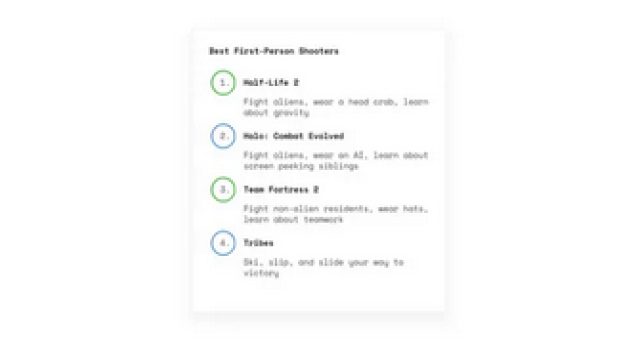 Best First-Person Shooters
1. Half-Life 2
Fight aliens, wear a head crab, learn
about gravity
2. Halo: Combat Evolved
Fight aliens, wear an AI, learn about
screen peeking siblings
3. Team Fortress 2
Fight non-alien residents, wear hats,
learn about teamwork
4. Tribes
Ski, slip, and slide your way to
victory